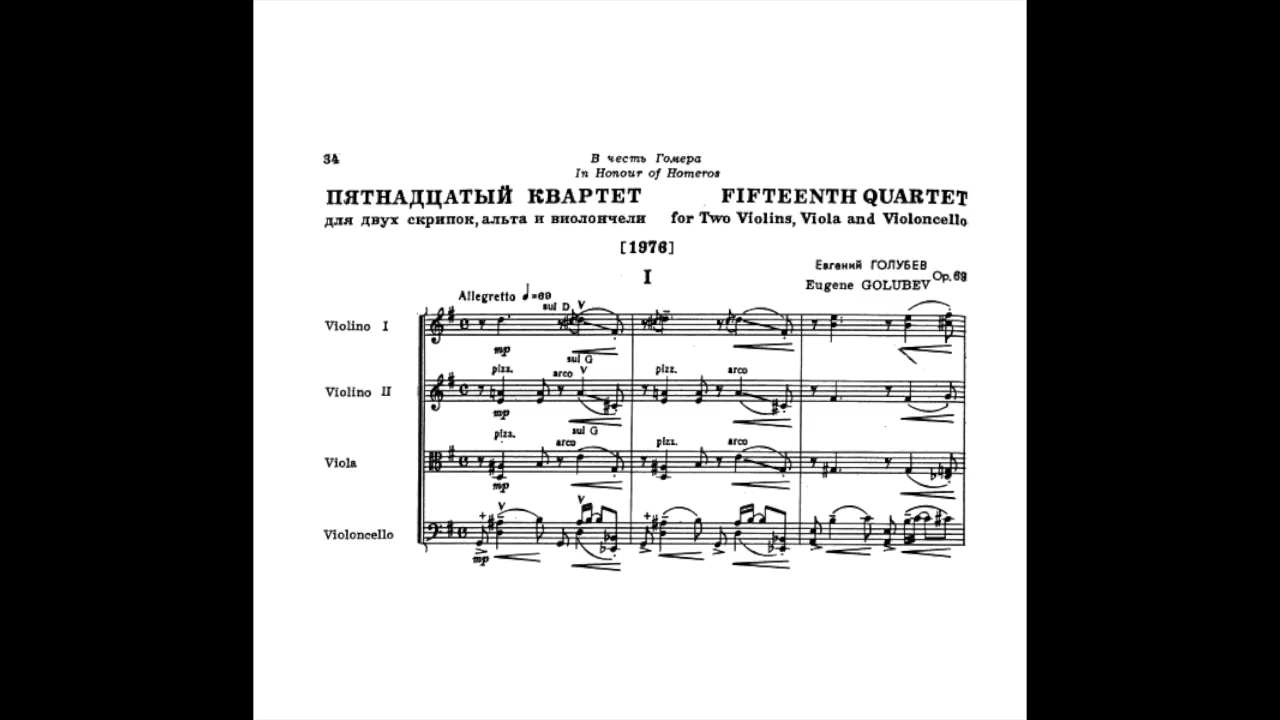 34
В честь Гомера
In Honour of Homeros
ПЯТНАДЦАТЫЙ КВАРТЕТ FIFTEENTH QUARTET
для двух скрипок, альта и виолончели for Two Violins, Viola and Violoncello
[1976]
I
Евгений ГОЛУБЕВ
Eugene GOLUBEV Op. 69
Allegretto ♩=69
sul D V
Violino I
mp
sul G
pizz. arco V pizz. arco
Violino II
mp
sul G
pizz. arco pizz. arco
Viola
mp
V V
+ +
Violoncello
mp